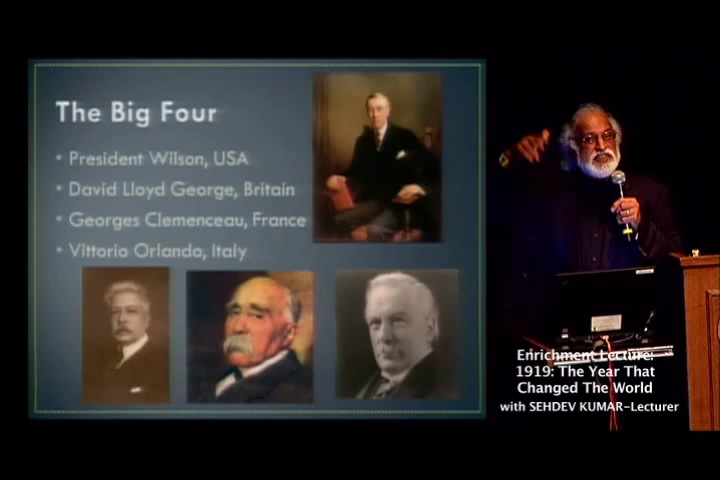 The Big Four
• President Wilson, USA
• David Lloyd George, Britain
• Georges Clemenceau, France
• Vittorio Orlando, Italy
Enrichment Lecture:
1919: The Year That
Changed The World
with SEHDEV KUMAR-Lecturer